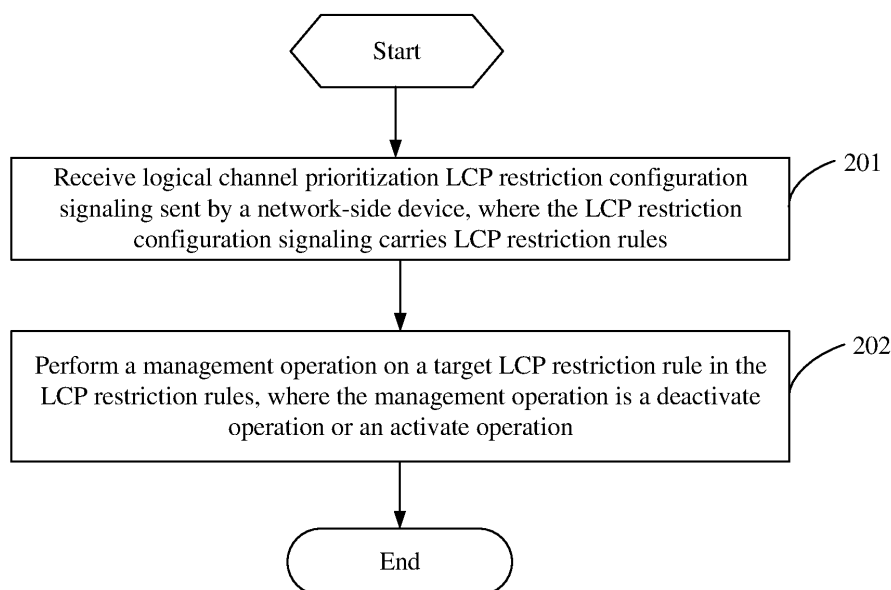 Start
Receive logical channel prioritization LCP restriction configuration
signaling sent by a network-side device, where the LCP restriction
configuration signaling carries LCP restriction rules
201
Perform a management operation on a target LCP restriction rule in the
LCP restriction rules, where the management operation is a deactivate
operation or an activate operation
202
End